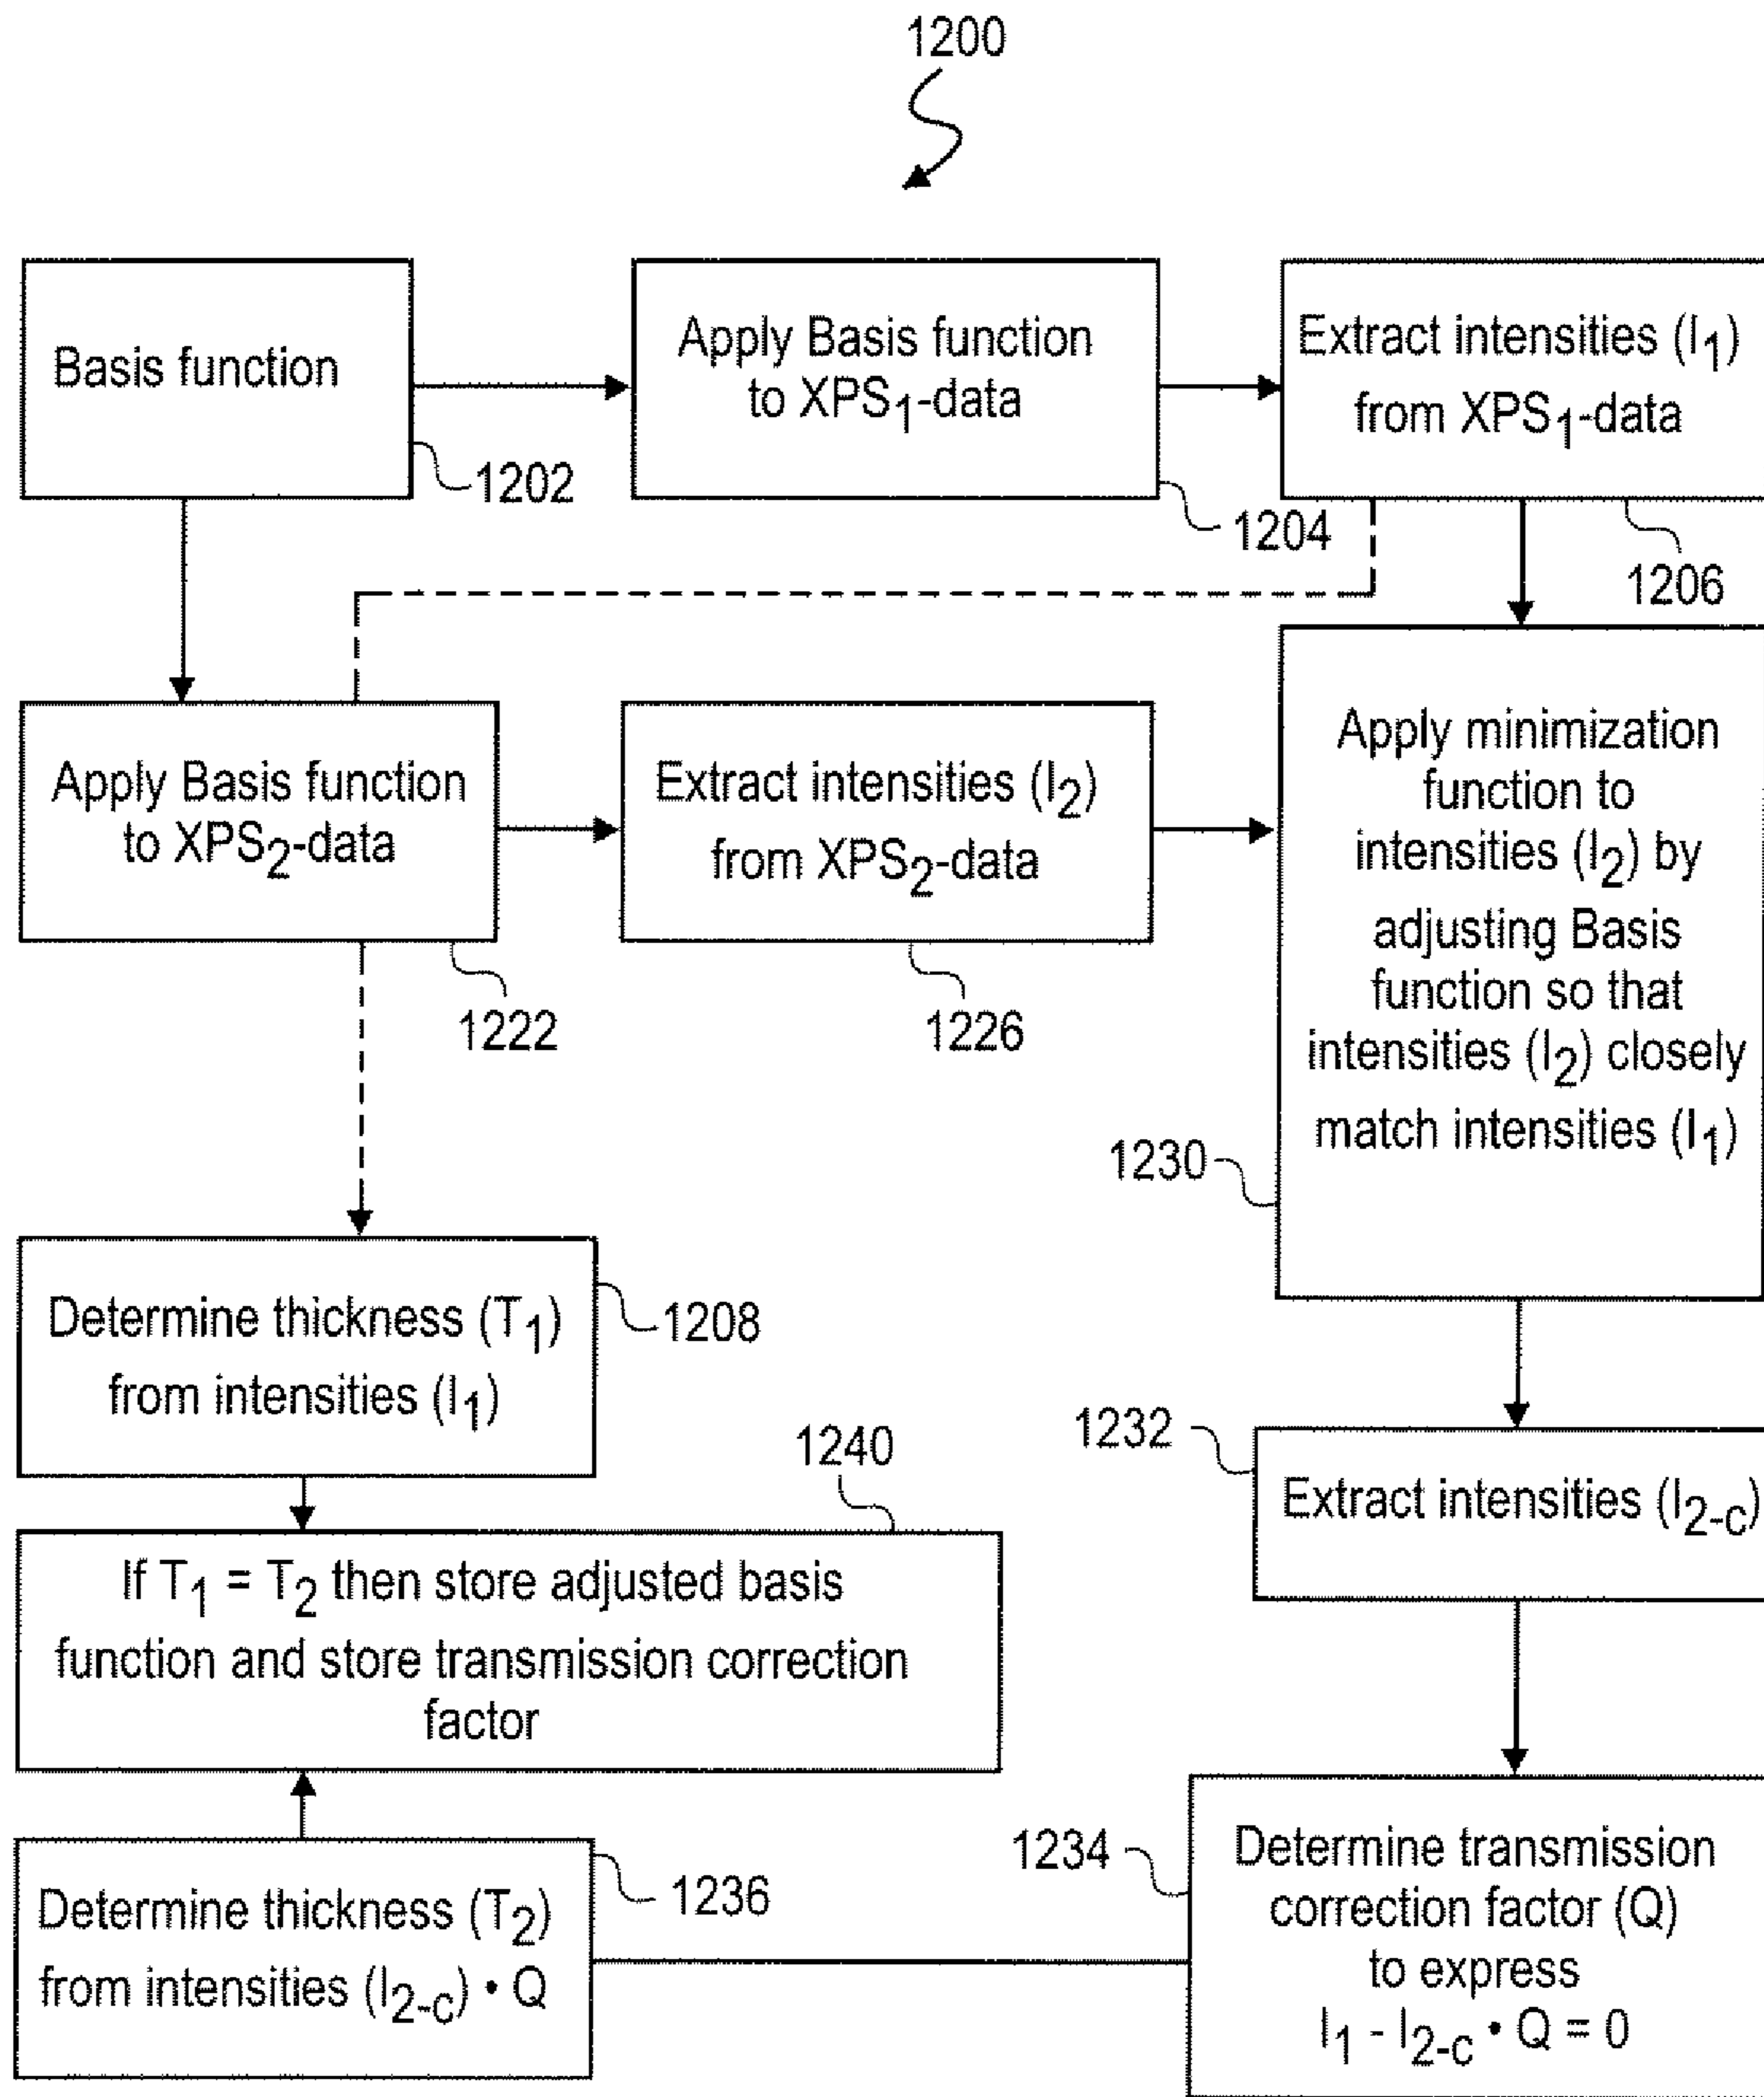 1200
Basis function
1202
Apply Basis function
to XPS₁-data
1204
Extract intensities (I₁)
from XPS₁-data
1206
Apply Basis function
to XPS₂-data
1222
Extract intensities (I₂)
from XPS₂-data
1226
Apply minimization
function to
intensities (I₂) by
adjusting Basis
function so that
intensities (I₂) closely
match intensities (I₁)
1230
Determine thickness (T₁)
from intensities (I₁)
1208
1240
If T₁ = T₂ then store adjusted basis
function and store transmission correction
factor
1232
Extract intensities (I₂₋c)
Determine thickness (T₂)
from intensities (I₂₋c) • Q
1236
1234
Determine transmission
correction factor (Q)
to express
I₁ - I₂₋c • Q = 0